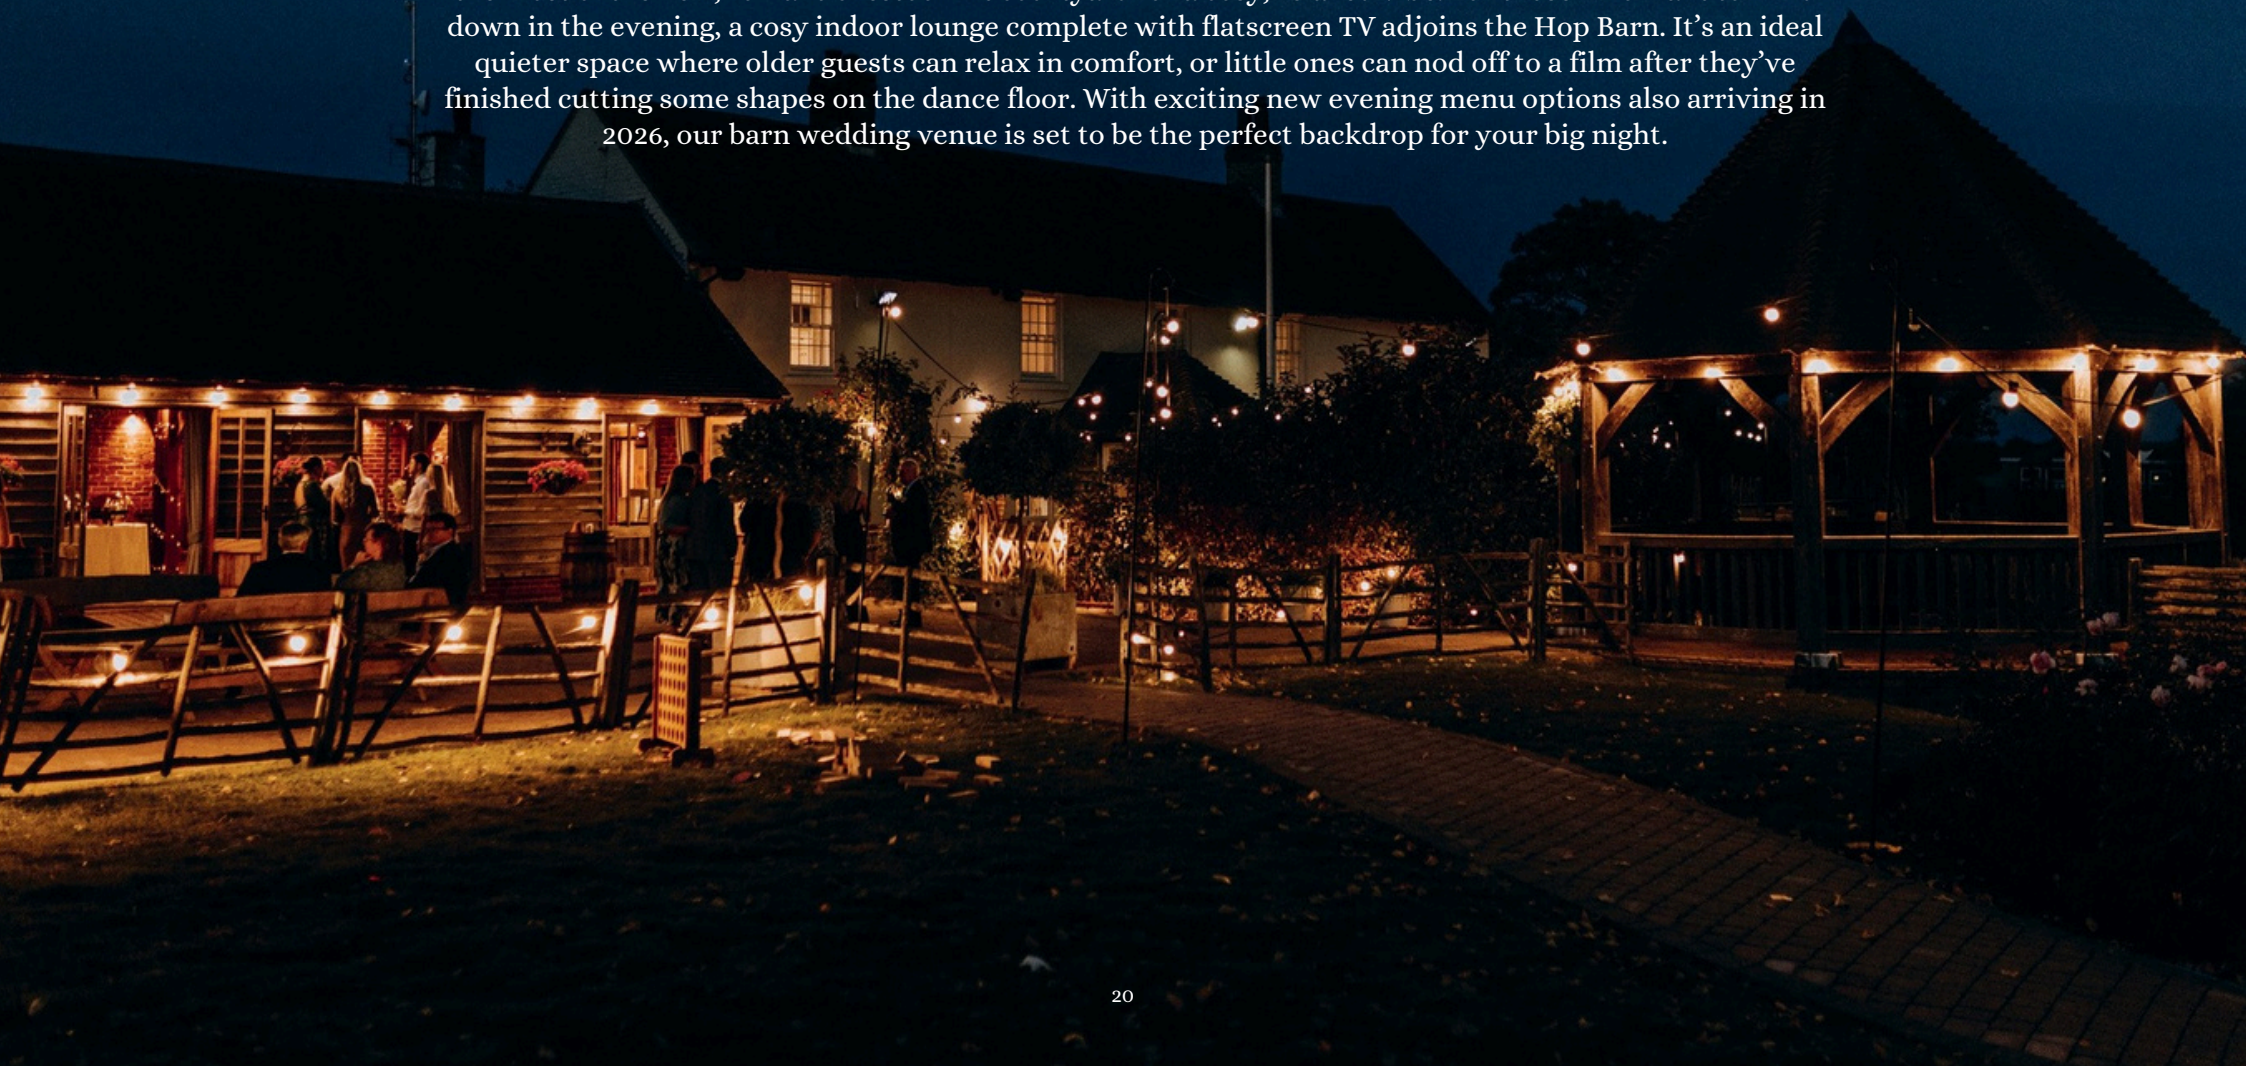 down in the evening, a cosy indoor lounge complete with flatscreen TV adjoins the Hop Barn. It’s an ideal
quieter space where older guests can relax in comfort, or little ones can nod off to a film after they’ve
finished cutting some shapes on the dance floor. With exciting new evening menu options also arriving in
2026, our barn wedding venue is set to be the perfect backdrop for your big night.
20